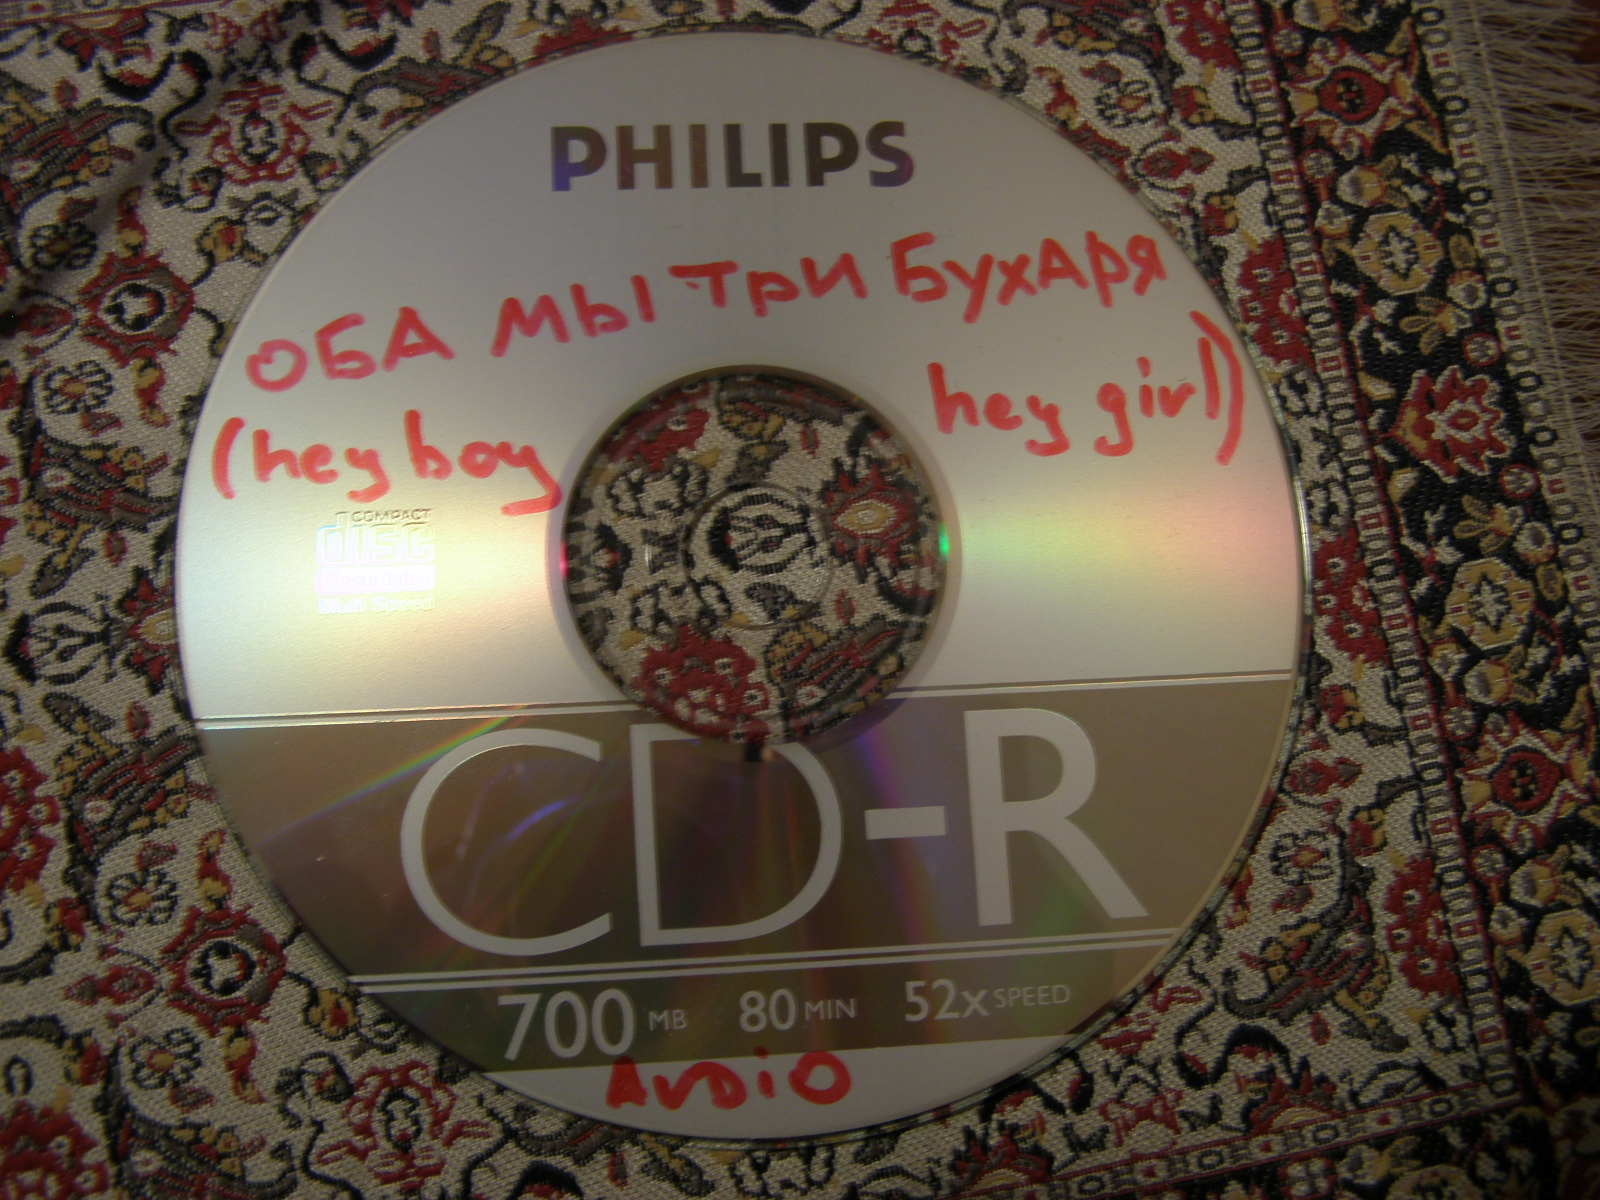 PHILIPS
ОБА МЫ ТРИ БУХАРЯ
(hey boy hey girl)
COMPACT
disc
Recordable
Multi Speed
CD-R
700 MB 80 MIN 52x SPEED
AUDiO